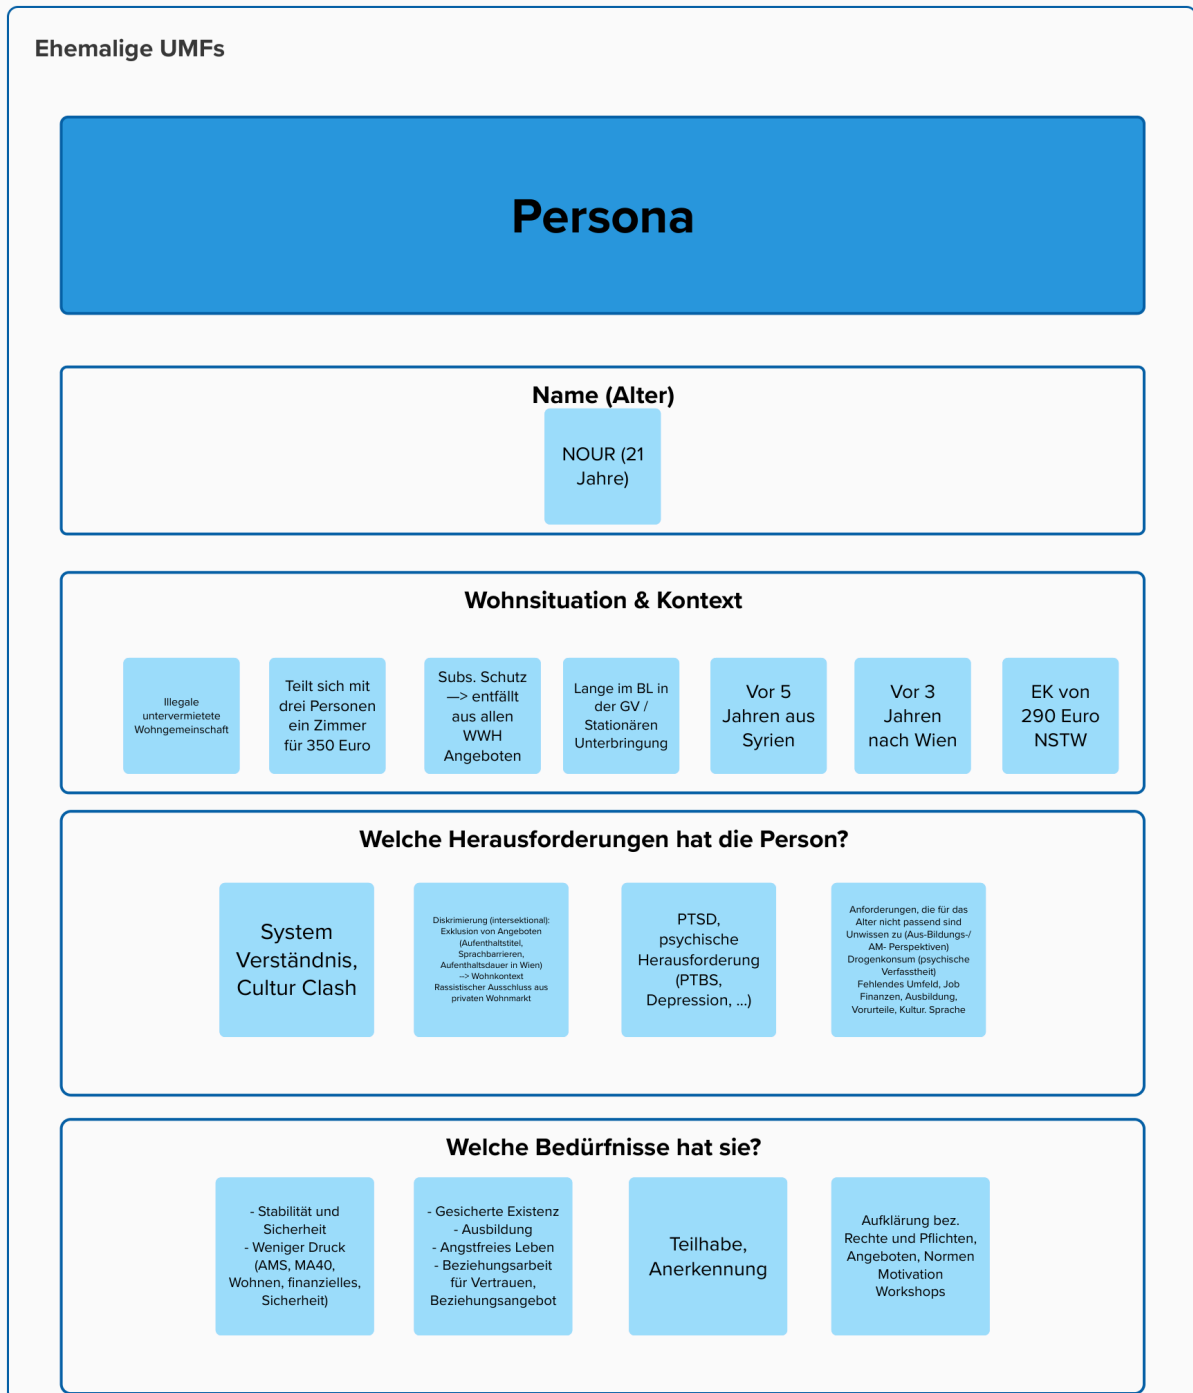 Ehemalige UMFs
Persona
Name (Alter)
NOUR (21
Jahre)
Wohnsituation & Kontext
Illegale
untervermietete
Wohngemeinschaft
Teilt sich mit
drei Personen
ein Zimmer
für 350 Euro
Subs. Schutz
—> entfällt
aus allen
WWH
Angeboten
Lange im BL in
der GV /
Stationären
Unterbringung
Vor 5
Jahren aus
Syrien
Vor 3
Jahren
nach Wien
EK von
290 Euro
NSTW
Welche Herausforderungen hat die Person?
System
Verständnis,
Cultur Clash
Diskrimierung (intersektional):
Exklusion von Angeboten
(Aufenthaltstitel,
Sprachbarrieren,
Aufenthaltsdauer in Wien)
--> Wohnkontext
Rassistischer Ausschluss aus
privaten Wohnmarkt
PTSD,
psychische
Herausforderung
(PTBS,
Depression, ...)
Anforderungen, die für das
Alter nicht passend sind
Unwissen zu (Aus-Bildungs-/
AM- Perspektiven)
Drogenkonsum (psychische
Verfasstheit)
Fehlendes Umfeld, Job
Finanzen, Ausbildung,
Vorurteile, Kultur. Sprache
Welche Bedürfnisse hat sie?
- Stabilität und
Sicherheit
- Weniger Druck
(AMS, MA40,
Wohnen, finanzielles,
Sicherheit)
- Gesicherte Existenz
- Ausbildung
- Angstfreies Leben
- Beziehungsarbeit
für Vertrauen,
Beziehungsangebot
Teilhabe,
Anerkennung
Aufklärung bez.
Rechte und Pflichten,
Angeboten, Normen
Motivation
Workshops